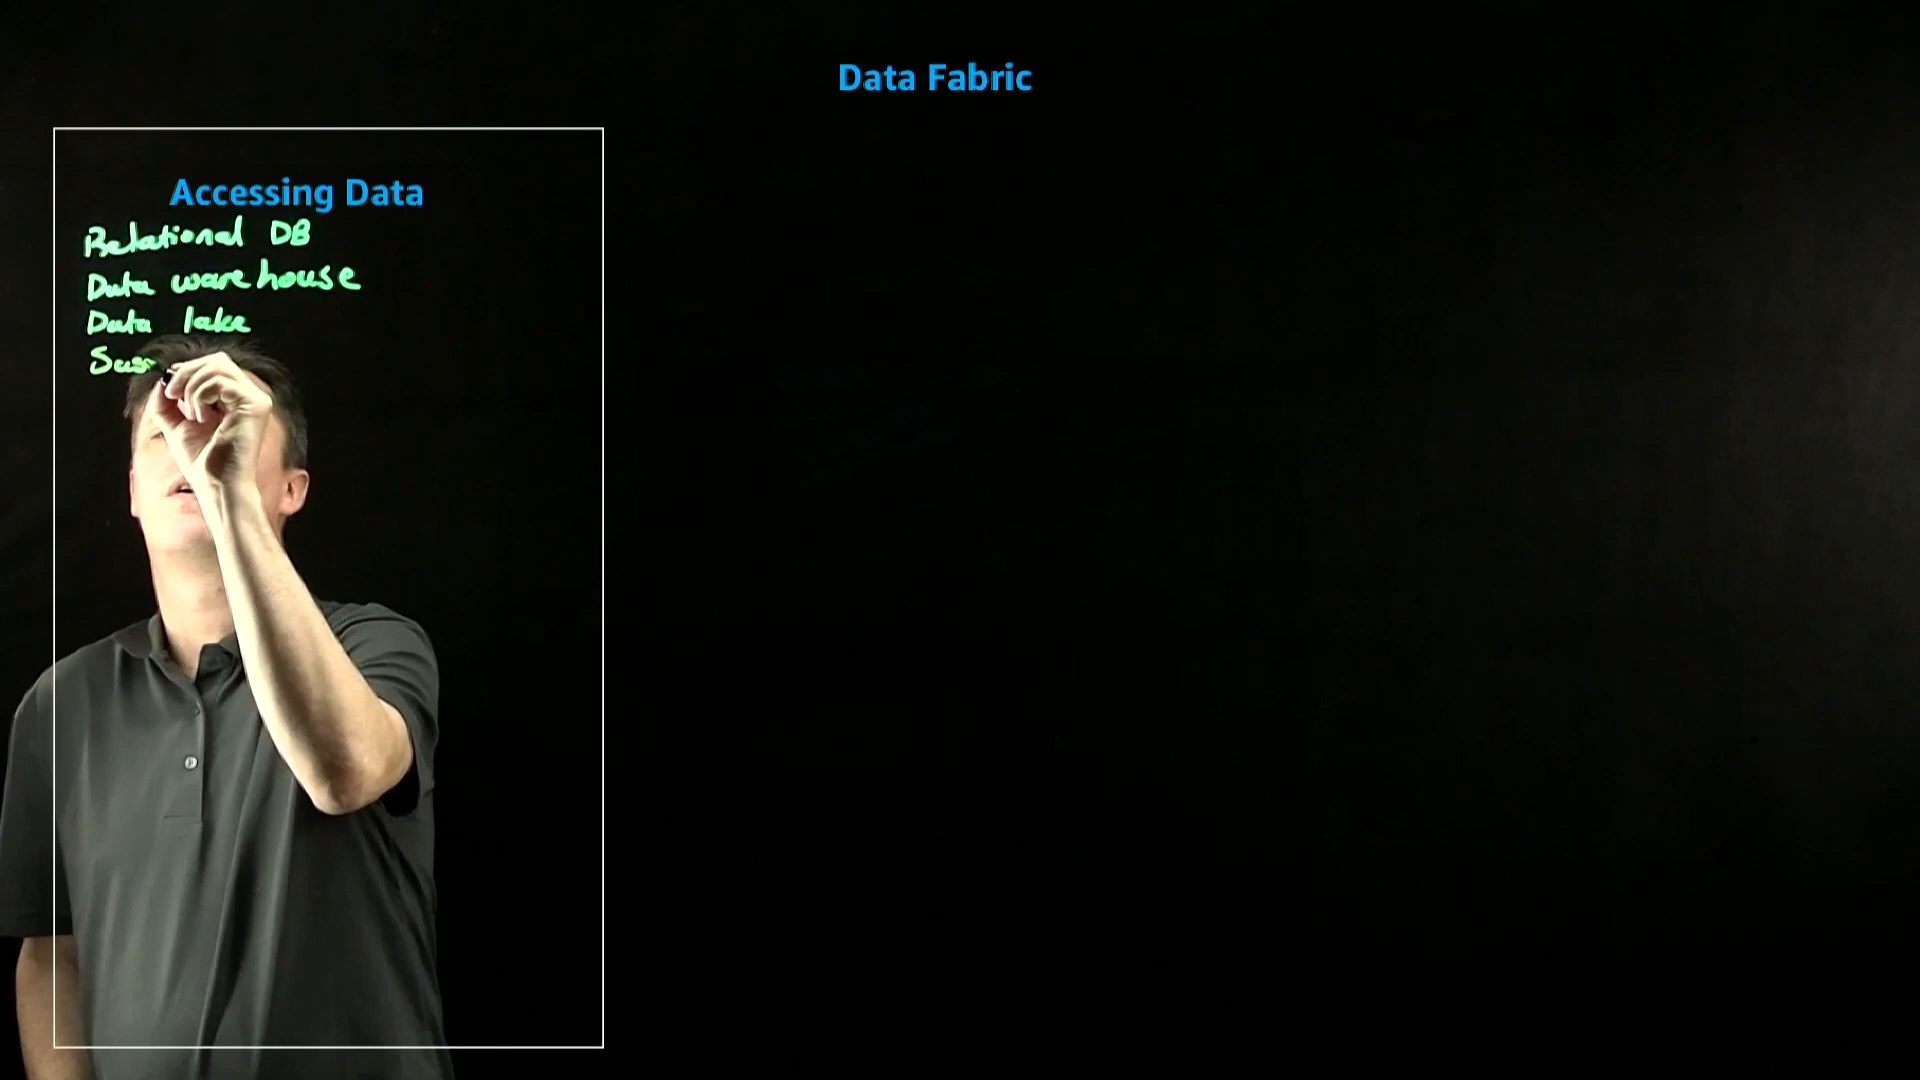 Data Fabric
Accessing Data
Relational DB
Data warehouse
Data lake